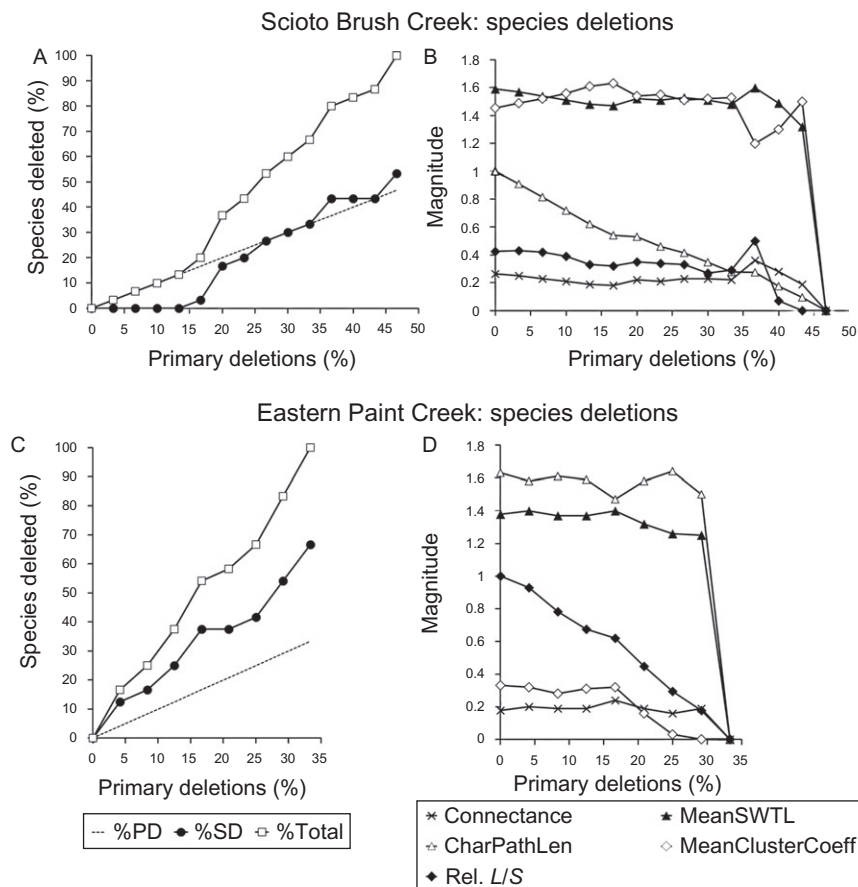 Scioto Brush Creek: species deletions
A
100
90
80
70
60
50
40
30
20
10
0
Species deleted (%)
0 5 10 15 20 25 30 35 40 45 50
Primary deletions (%)
B
1.8
1.6
1.4
1.2
1
0.8
0.6
0.4
0.2
0
Magnitude
0 5 10 15 20 25 30 35 40 45 50
Primary deletions (%)
Eastern Paint Creek: species deletions
C
100
90
80
70
60
50
40
30
20
10
0
Species deleted (%)
0 5 10 15 20 25 30 35
Primary deletions (%)
D
1.8
1.6
1.4
1.2
1
0.8
0.6
0.4
0.2
0
Magnitude
0 5 10 15 20 25 30 35
Primary deletions (%)
%PD %SD %Total
Connectance MeanSWTL
CharPathLen MeanClusterCoeff
Rel. L/S